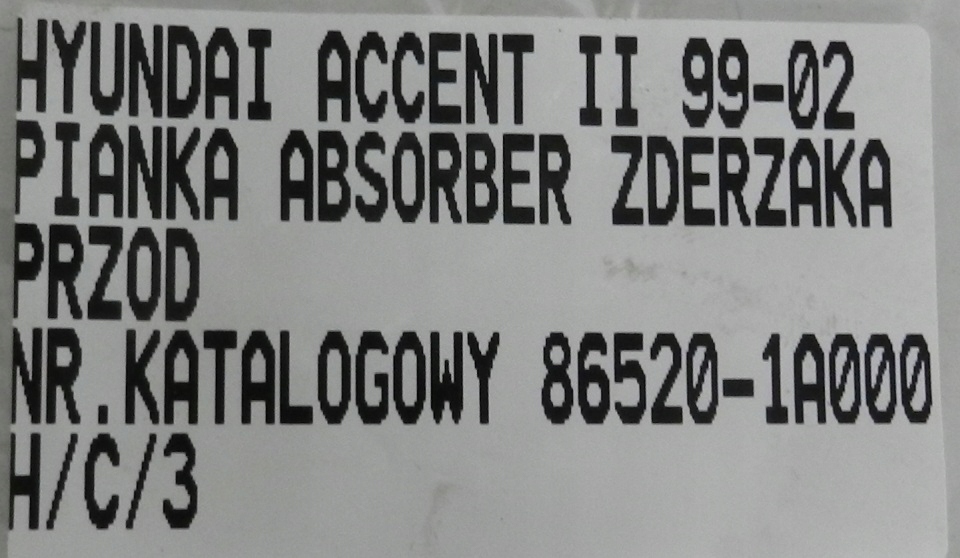 HYUNDAI ACCENT II 99-02
PIANKA ABSORBER ZDERZAKA
PRZOD
NR.KATALOGOWY 86520-1A000
H/C/3